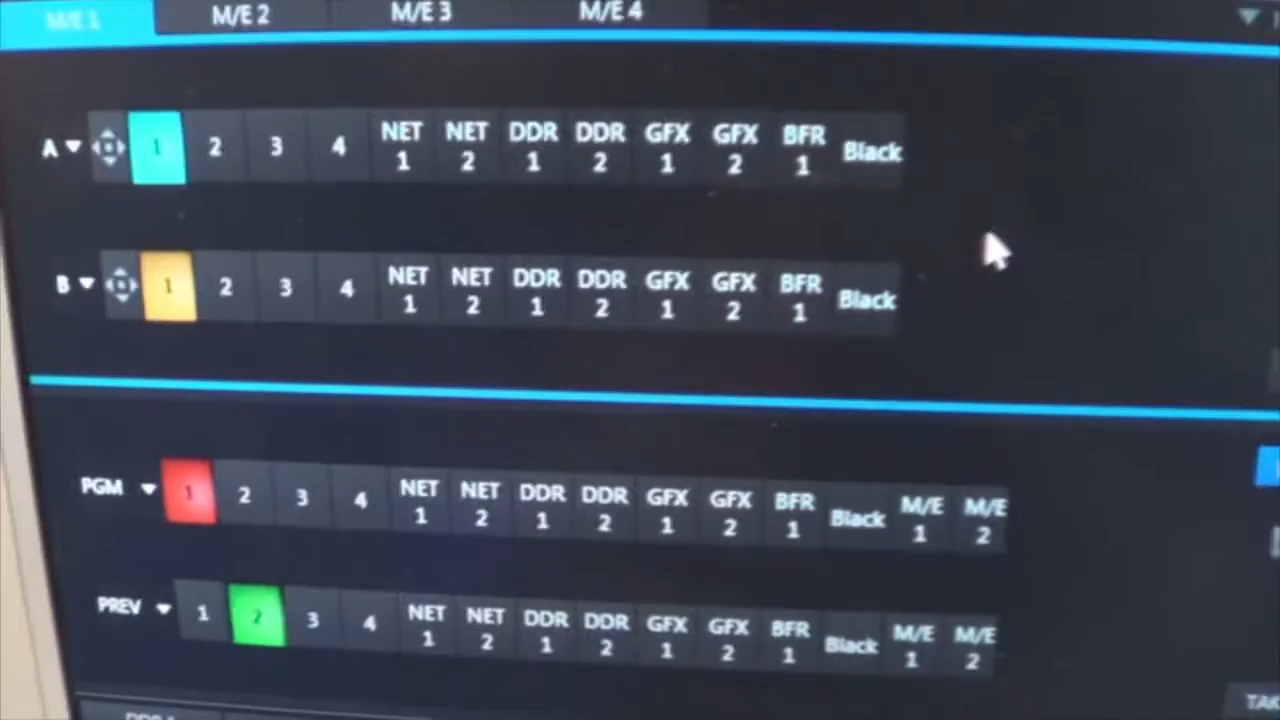 M/E 1 M/E 2 M/E 3 M/E 4
A 1 2 3 4 NET 1 NET 2 DDR 1 DDR 2 GFX 1 GFX 2 BFR 1 Black
B 1 2 3 4 NET 1 NET 2 DDR 1 DDR 2 GFX 1 GFX 2 BFR 1 Black
PGM 1 2 3 4 NET 1 NET 2 DDR 1 DDR 2 GFX 1 GFX 2 BFR 1 Black M/E 1 M/E 2
PREV 1 2 3 4 NET 1 NET 2 DDR 1 DDR 2 GFX 1 GFX 2 BFR 1 Black M/E 1 M/E 2